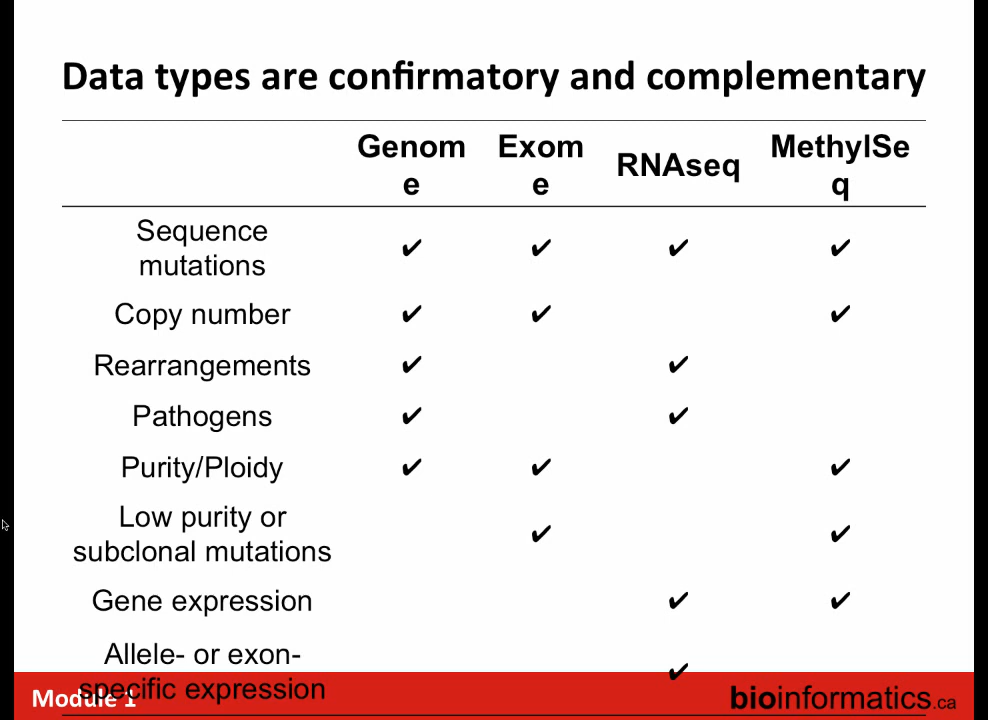 Data types are confirmatory and complementary
Genom
e
Exom
e
RNAseq
MethylSe
q
Sequence
mutations
✔ ✔ ✔ ✔
Copy number ✔ ✔ ✔
Rearrangements ✔ ✔
Pathogens ✔ ✔
Purity/Ploidy ✔ ✔ ✔
Low purity or
subclonal mutations
✔ ✔
Gene expression ✔ ✔
Allele- or exon-
specific expression
✔
Module 1
bioinformatics.ca